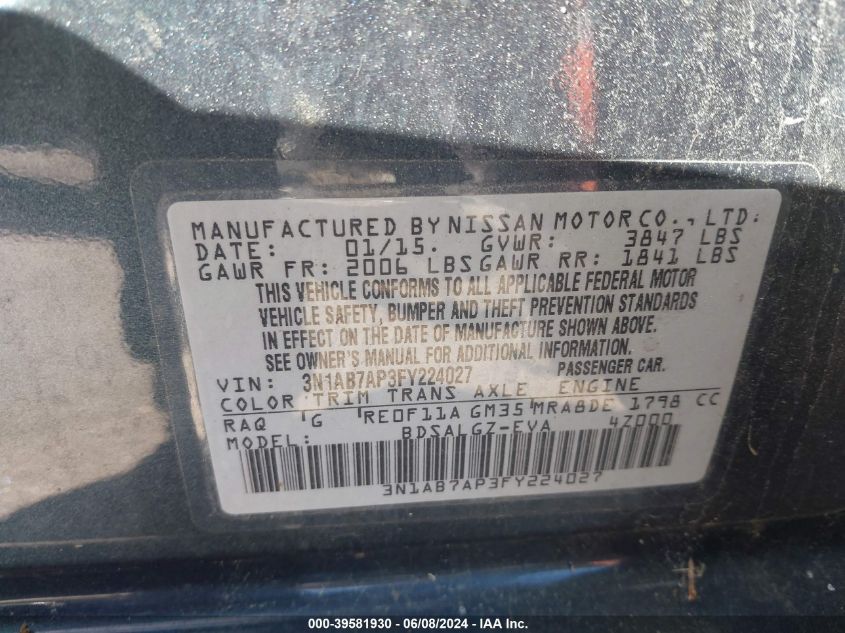 MANUFACTURED BY NISSAN MOTOR CO., LTD.
DATE: 01/15. GVWR: 3847 LBS
GAWR FR: 2006 LBS GAWR RR: 1841 LBS
THIS VEHICLE CONFORMS TO ALL APPLICABLE FEDERAL MOTOR
VEHICLE SAFETY, BUMPER AND THEFT PREVENTION STANDARDS
IN EFFECT ON THE DATE OF MANUFACTURE SHOWN ABOVE.
SEE OWNER'S MANUAL FOR ADDITIONAL INFORMATION.
VIN: 3N1AB7AP3FY224027 PASSENGER CAR.
COLOR TRIM TRANS AXLE ENGINE
RAQ G RE0F11A GM35 MRA8DE 1798 CC
MODEL: BDSALGZ-EVA 4Z000
3N1AB7AP3FY224027
000-39581930 - 06/08/2024 - IAAI.com